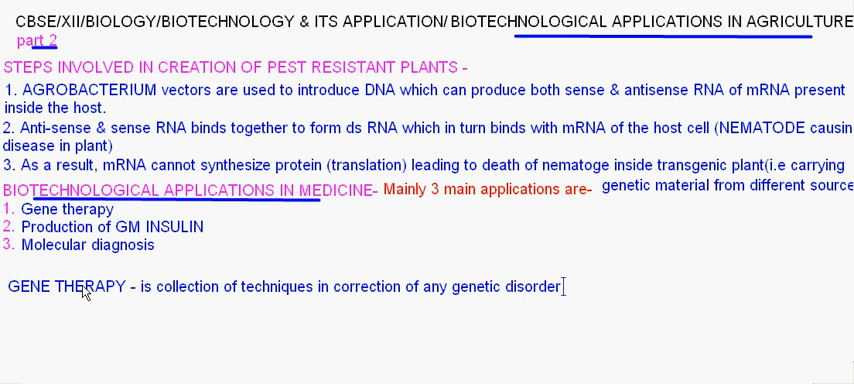 CBSE/XII/BIOLOGY/BIOTECHNOLOGY & ITS APPLICATION/ BIOTECHNOLOGICAL APPLICATIONS IN AGRICULTURE
part 2
STEPS INVOLVED IN CREATION OF PEST RESISTANT PLANTS -
1. AGROBACTERIUM vectors are used to introduce DNA which can produce both sense & antisense RNA of mRNA present
inside the host.
2. Anti-sense & sense RNA binds together to form ds RNA which in turn binds with mRNA of the host cell (NEMATODE causin
disease in plant)
3. As a result, mRNA cannot synthesize protein (translation) leading to death of nematoge inside transgenic plant(i.e carrying
genetic material from different source
BIOTECHNOLOGICAL APPLICATIONS IN MEDICINE- Mainly 3 main applications are-
1. Gene therapy
2. Production of GM INSULIN
3. Molecular diagnosis
GENE THERAPY - is collection of techniques in correction of any genetic disorder